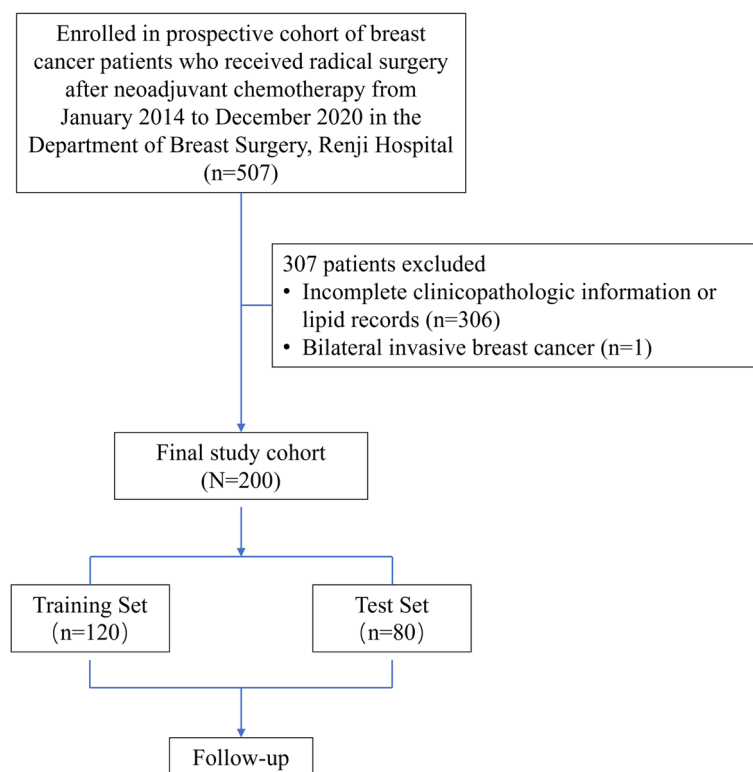 Enrolled in prospective cohort of breast
cancer patients who received radical surgery
after neoadjuvant chemotherapy from
January 2014 to December 2020 in the
Department of Breast Surgery, Renji Hospital
(n=507)
307 patients excluded
• Incomplete clinicopathologic information or
lipid records (n=306)
• Bilateral invasive breast cancer (n=1)
Final study cohort
(N=200)
Training Set
（n=120）
Test Set
（n=80）
Follow-up